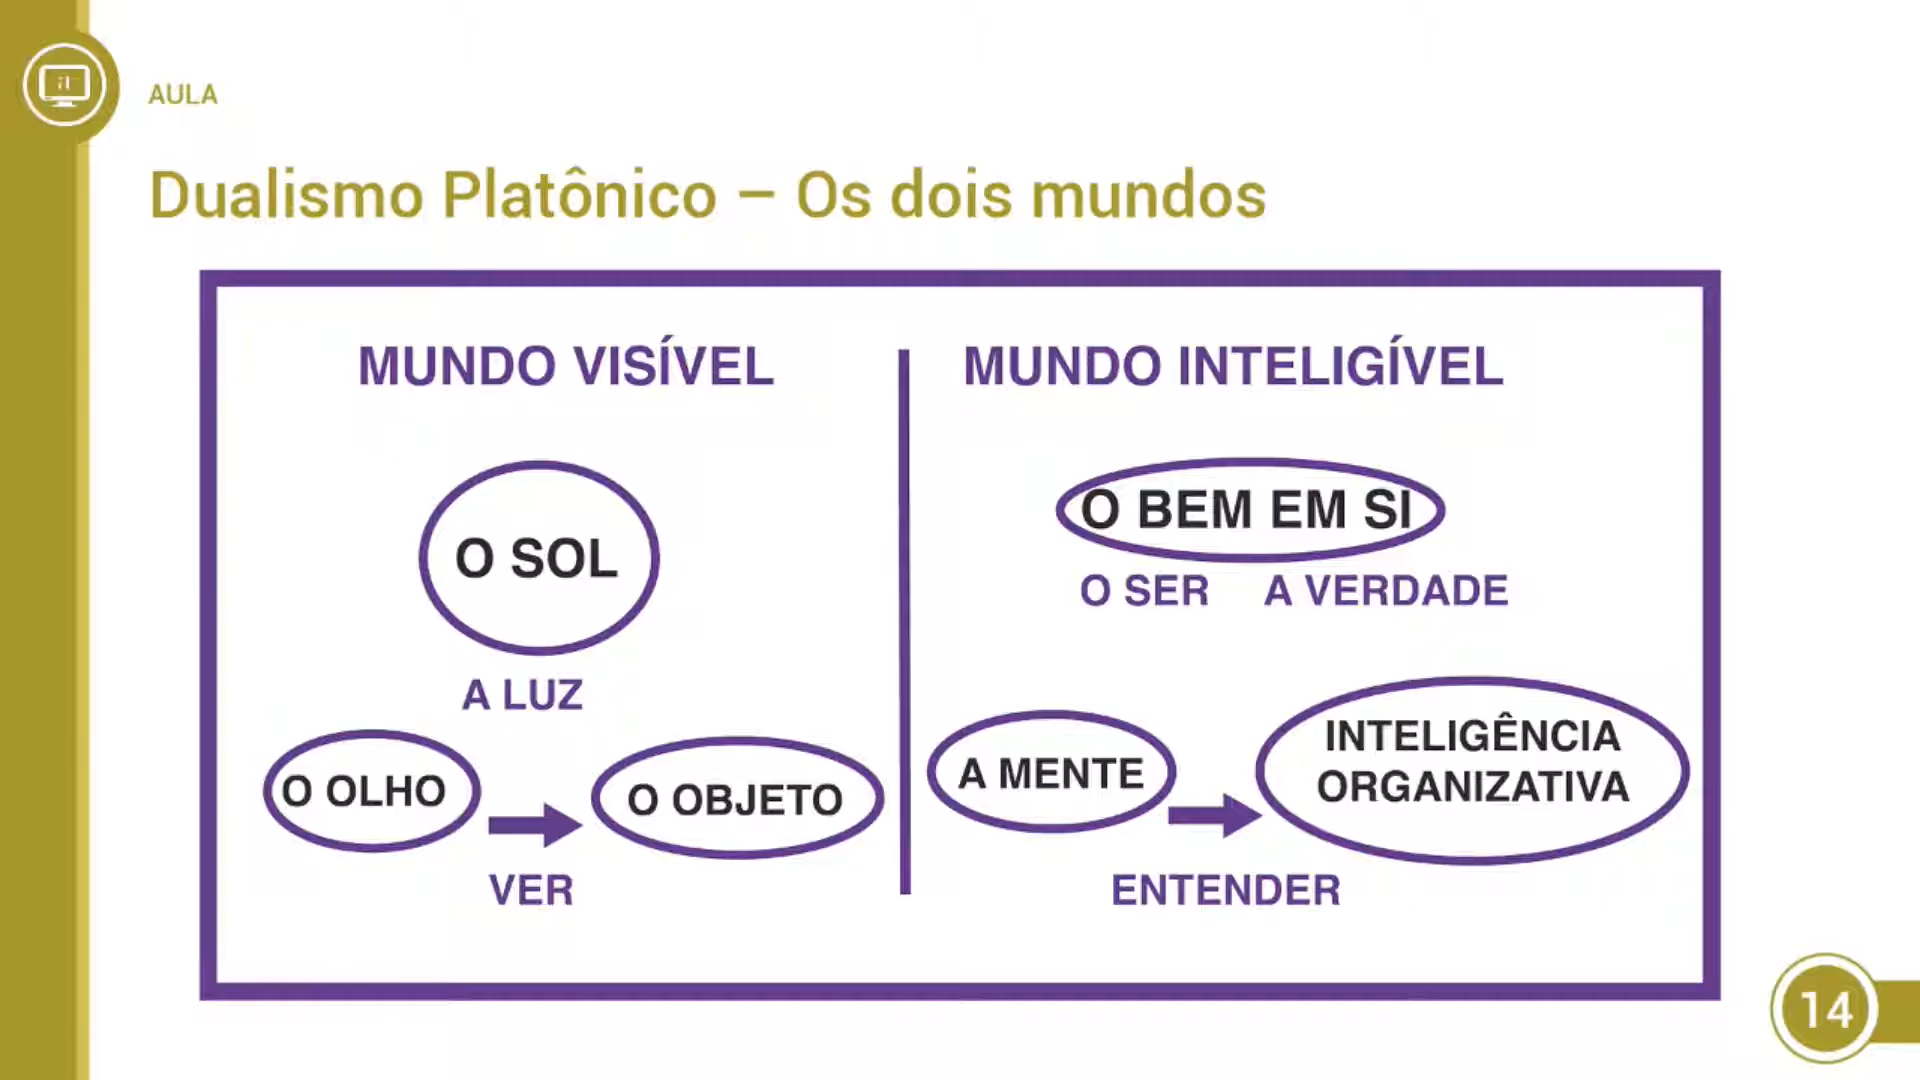 AULA
Dualismo Platônico – Os dois mundos
MUNDO VISÍVEL
O SOL
A LUZ
O OLHO
O OBJETO
VER
MUNDO INTELIGÍVEL
O BEM EM SI
O SER A VERDADE
A MENTE
INTELIGÊNCIA
ORGANIZATIVA
ENTENDER
14